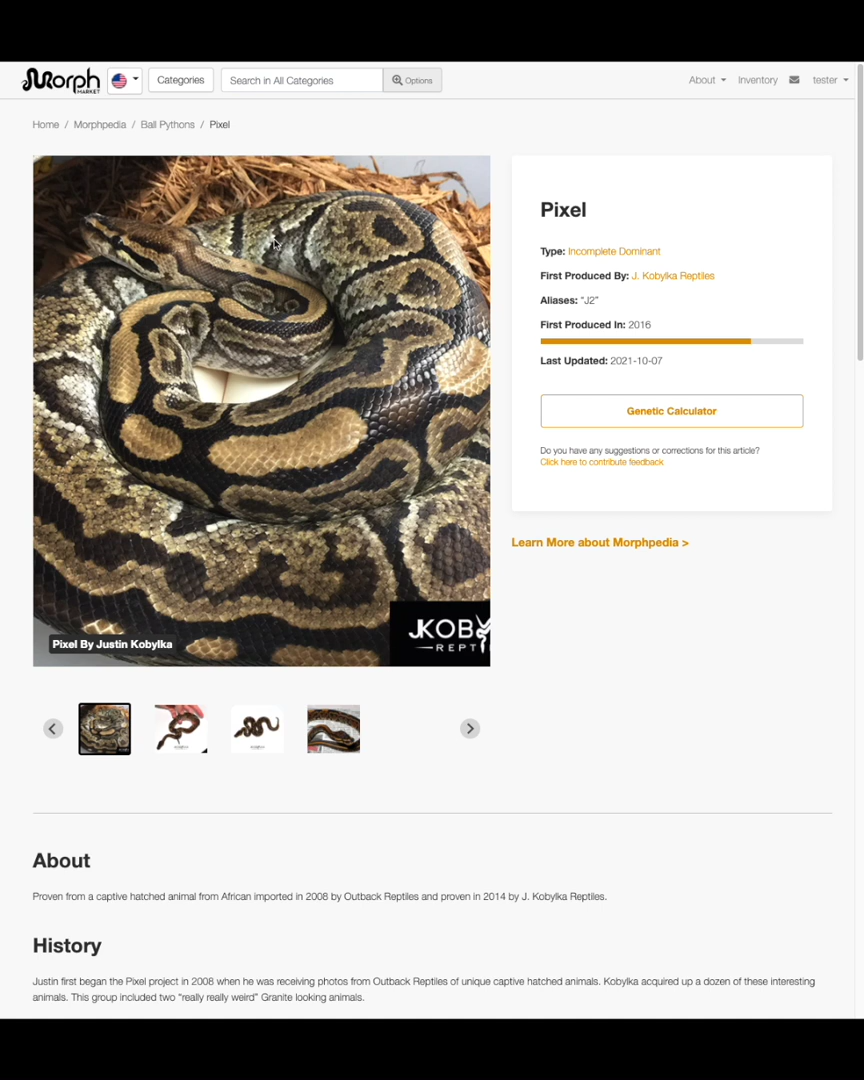 Morph
MARKET
Categories
Search in All Categories
Options
About
Inventory
tester
Home / Morphpedia / Ball Pythons / Pixel
Pixel
Type: Incomplete Dominant
First Produced By: J. Kobylka Reptiles
Aliases: "J2"
First Produced In: 2016
Last Updated: 2021-10-07
Genetic Calculator
Do you have any suggestions or corrections for this article?
Click here to contribute feedback
Learn More about Morphpedia >
Pixel By Justin Kobylka
About
Proven from a captive hatched animal from African imported in 2008 by Outback Reptiles and proven in 2014 by J. Kobylka Reptiles.
History
Justin first began the Pixel project in 2008 when he was receiving photos from Outback Reptiles of unique captive hatched animals. Kobylka acquired up a dozen of these interesting
animals. This group included two "really really weird" Granite looking animals.